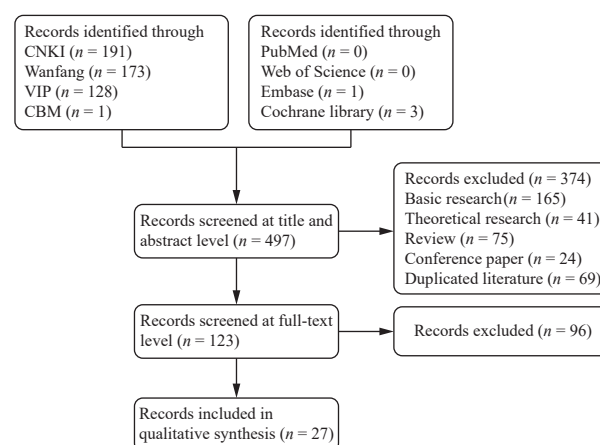 Records identified through
CNKI (n = 191)
Wanfang (n = 173)
VIP (n = 128)
CBM (n = 1)
Records identified through
PubMed (n = 0)
Web of Science (n = 0)
Embase (n = 1)
Cochrane library (n = 3)
Records screened at title and
abstract level (n = 497)
Records excluded (n = 374)
Basic research(n = 165)
Theoretical research (n = 41)
Review (n = 75)
Conference paper (n = 24)
Duplicated literature (n = 69)
Records screened at full-text
level (n = 123)
Records excluded (n = 96)
Records included in
qualitative synthesis (n = 27)